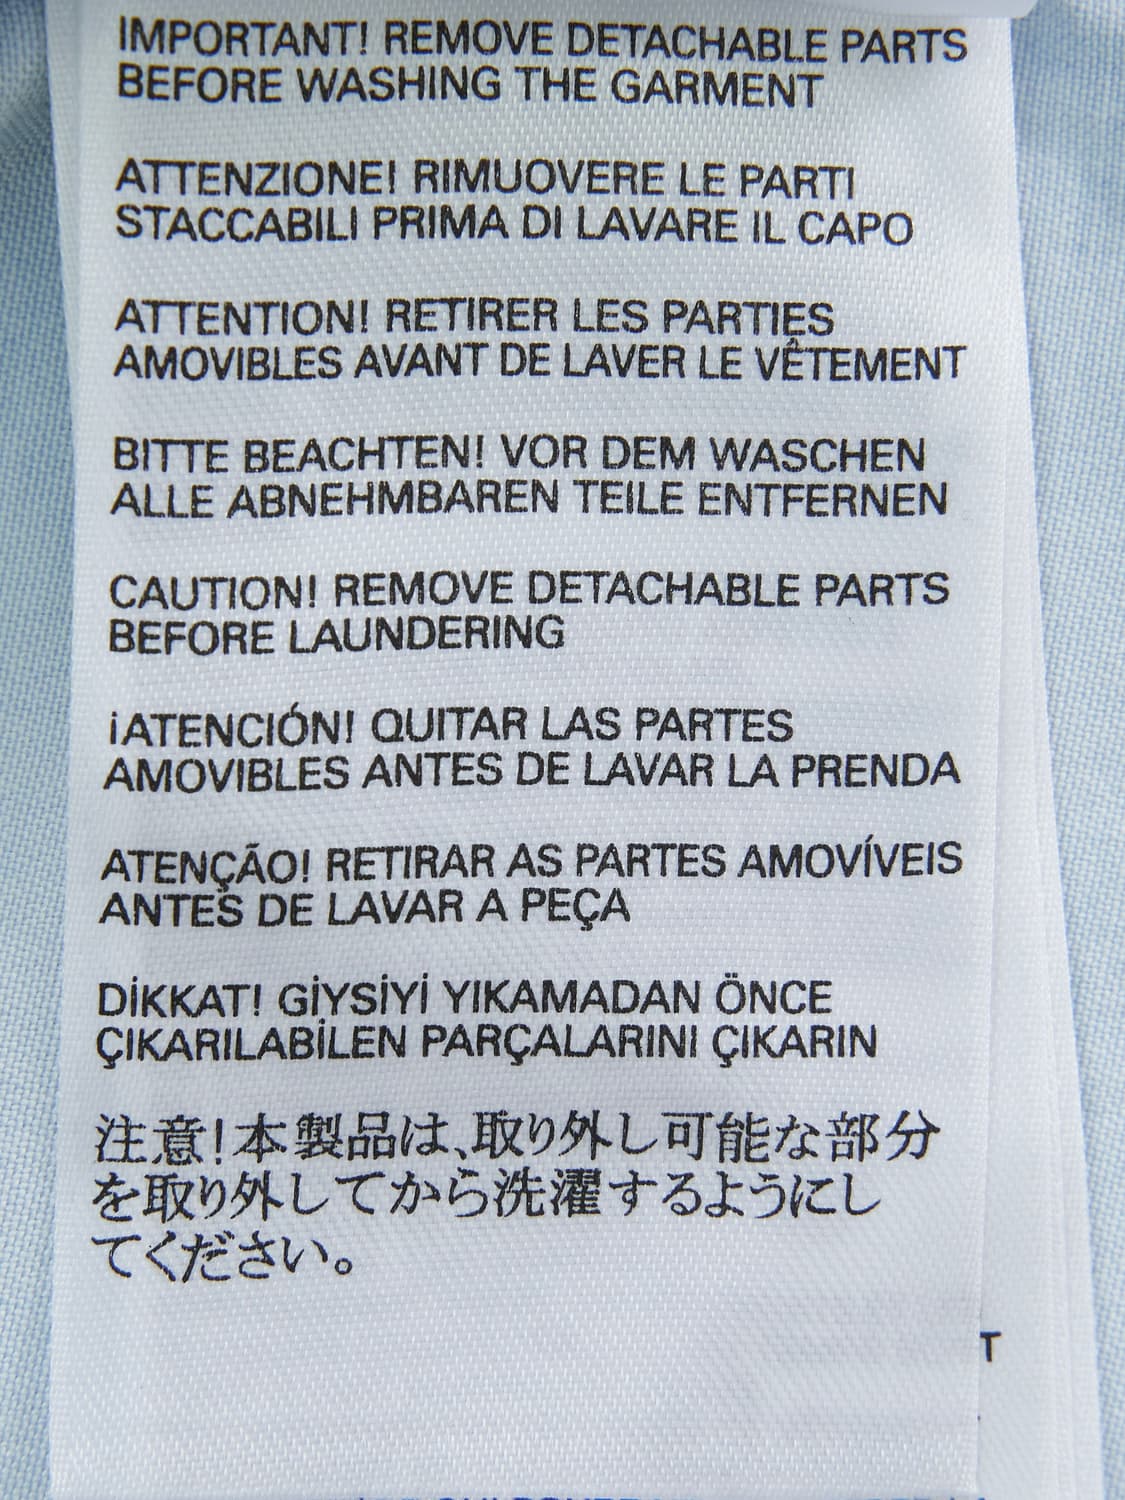 IMPORTANT! REMOVE DETACHABLE PARTS
BEFORE WASHING THE GARMENT
ATTENZIONE! RIMUOVERE LE PARTI
STACCABILI PRIMA DI LAVARE IL CAPO
ATTENTION! RETIRER LES PARTIES
AMOVIBLES AVANT DE LAVER LE VÊTEMENT
BITTE BEACHTEN! VOR DEM WASCHEN
ALLE ABNEHMBAREN TEILE ENTFERNEN
CAUTION! REMOVE DETACHABLE PARTS
BEFORE LAUNDERING
¡ATENCIÓN! QUITAR LAS PARTES
AMOVIBLES ANTES DE LAVAR LA PRENDA
ATENÇÃO! RETIRAR AS PARTES AMOVÍVEIS
ANTES DE LAVAR A PEÇA
DİKKAT! GİYSİYİ YIKAMADAN ÖNCE
ÇIKARILABİLEN PARÇALARINI ÇIKARIN
注意!本製品は、取り外し可能な部分
を取り外してから洗濯するようにし
てください。
T